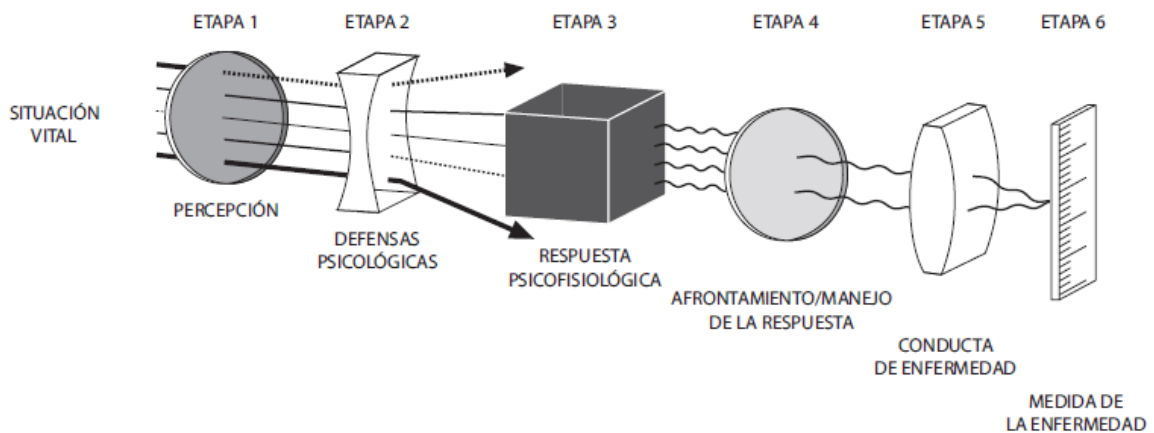 ETAPA 1
ETAPA 2
ETAPA 3
ETAPA 4
ETAPA 5
ETAPA 6
SITUACIÓN
VITAL
PERCEPCIÓN
DEFENSAS
PSICOLÓGICAS
RESPUESTA
PSICOFISIOLÓGICA
AFRONTAMIENTO/MANEJO
DE LA RESPUESTA
CONDUCTA
DE ENFERMEDAD
MEDIDA DE
LA ENFERMEDAD